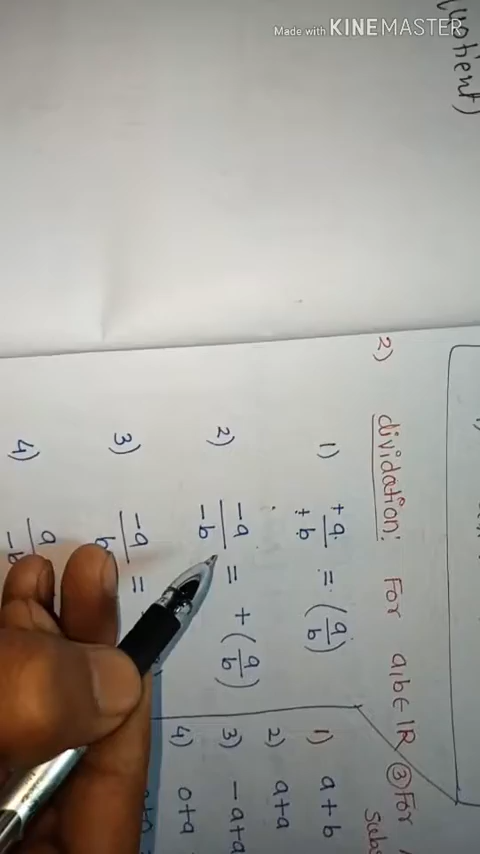 Made with KINEMASTER
Quotient)
2) dividation: For a,b∈IR
1) +a/+b = (a/b)
2) -a/-b = +(a/b)
3) -a/b =
4) a/-b
③ For
Subs
1) a+b
2) a+a
3) -a+a
4) 0+a